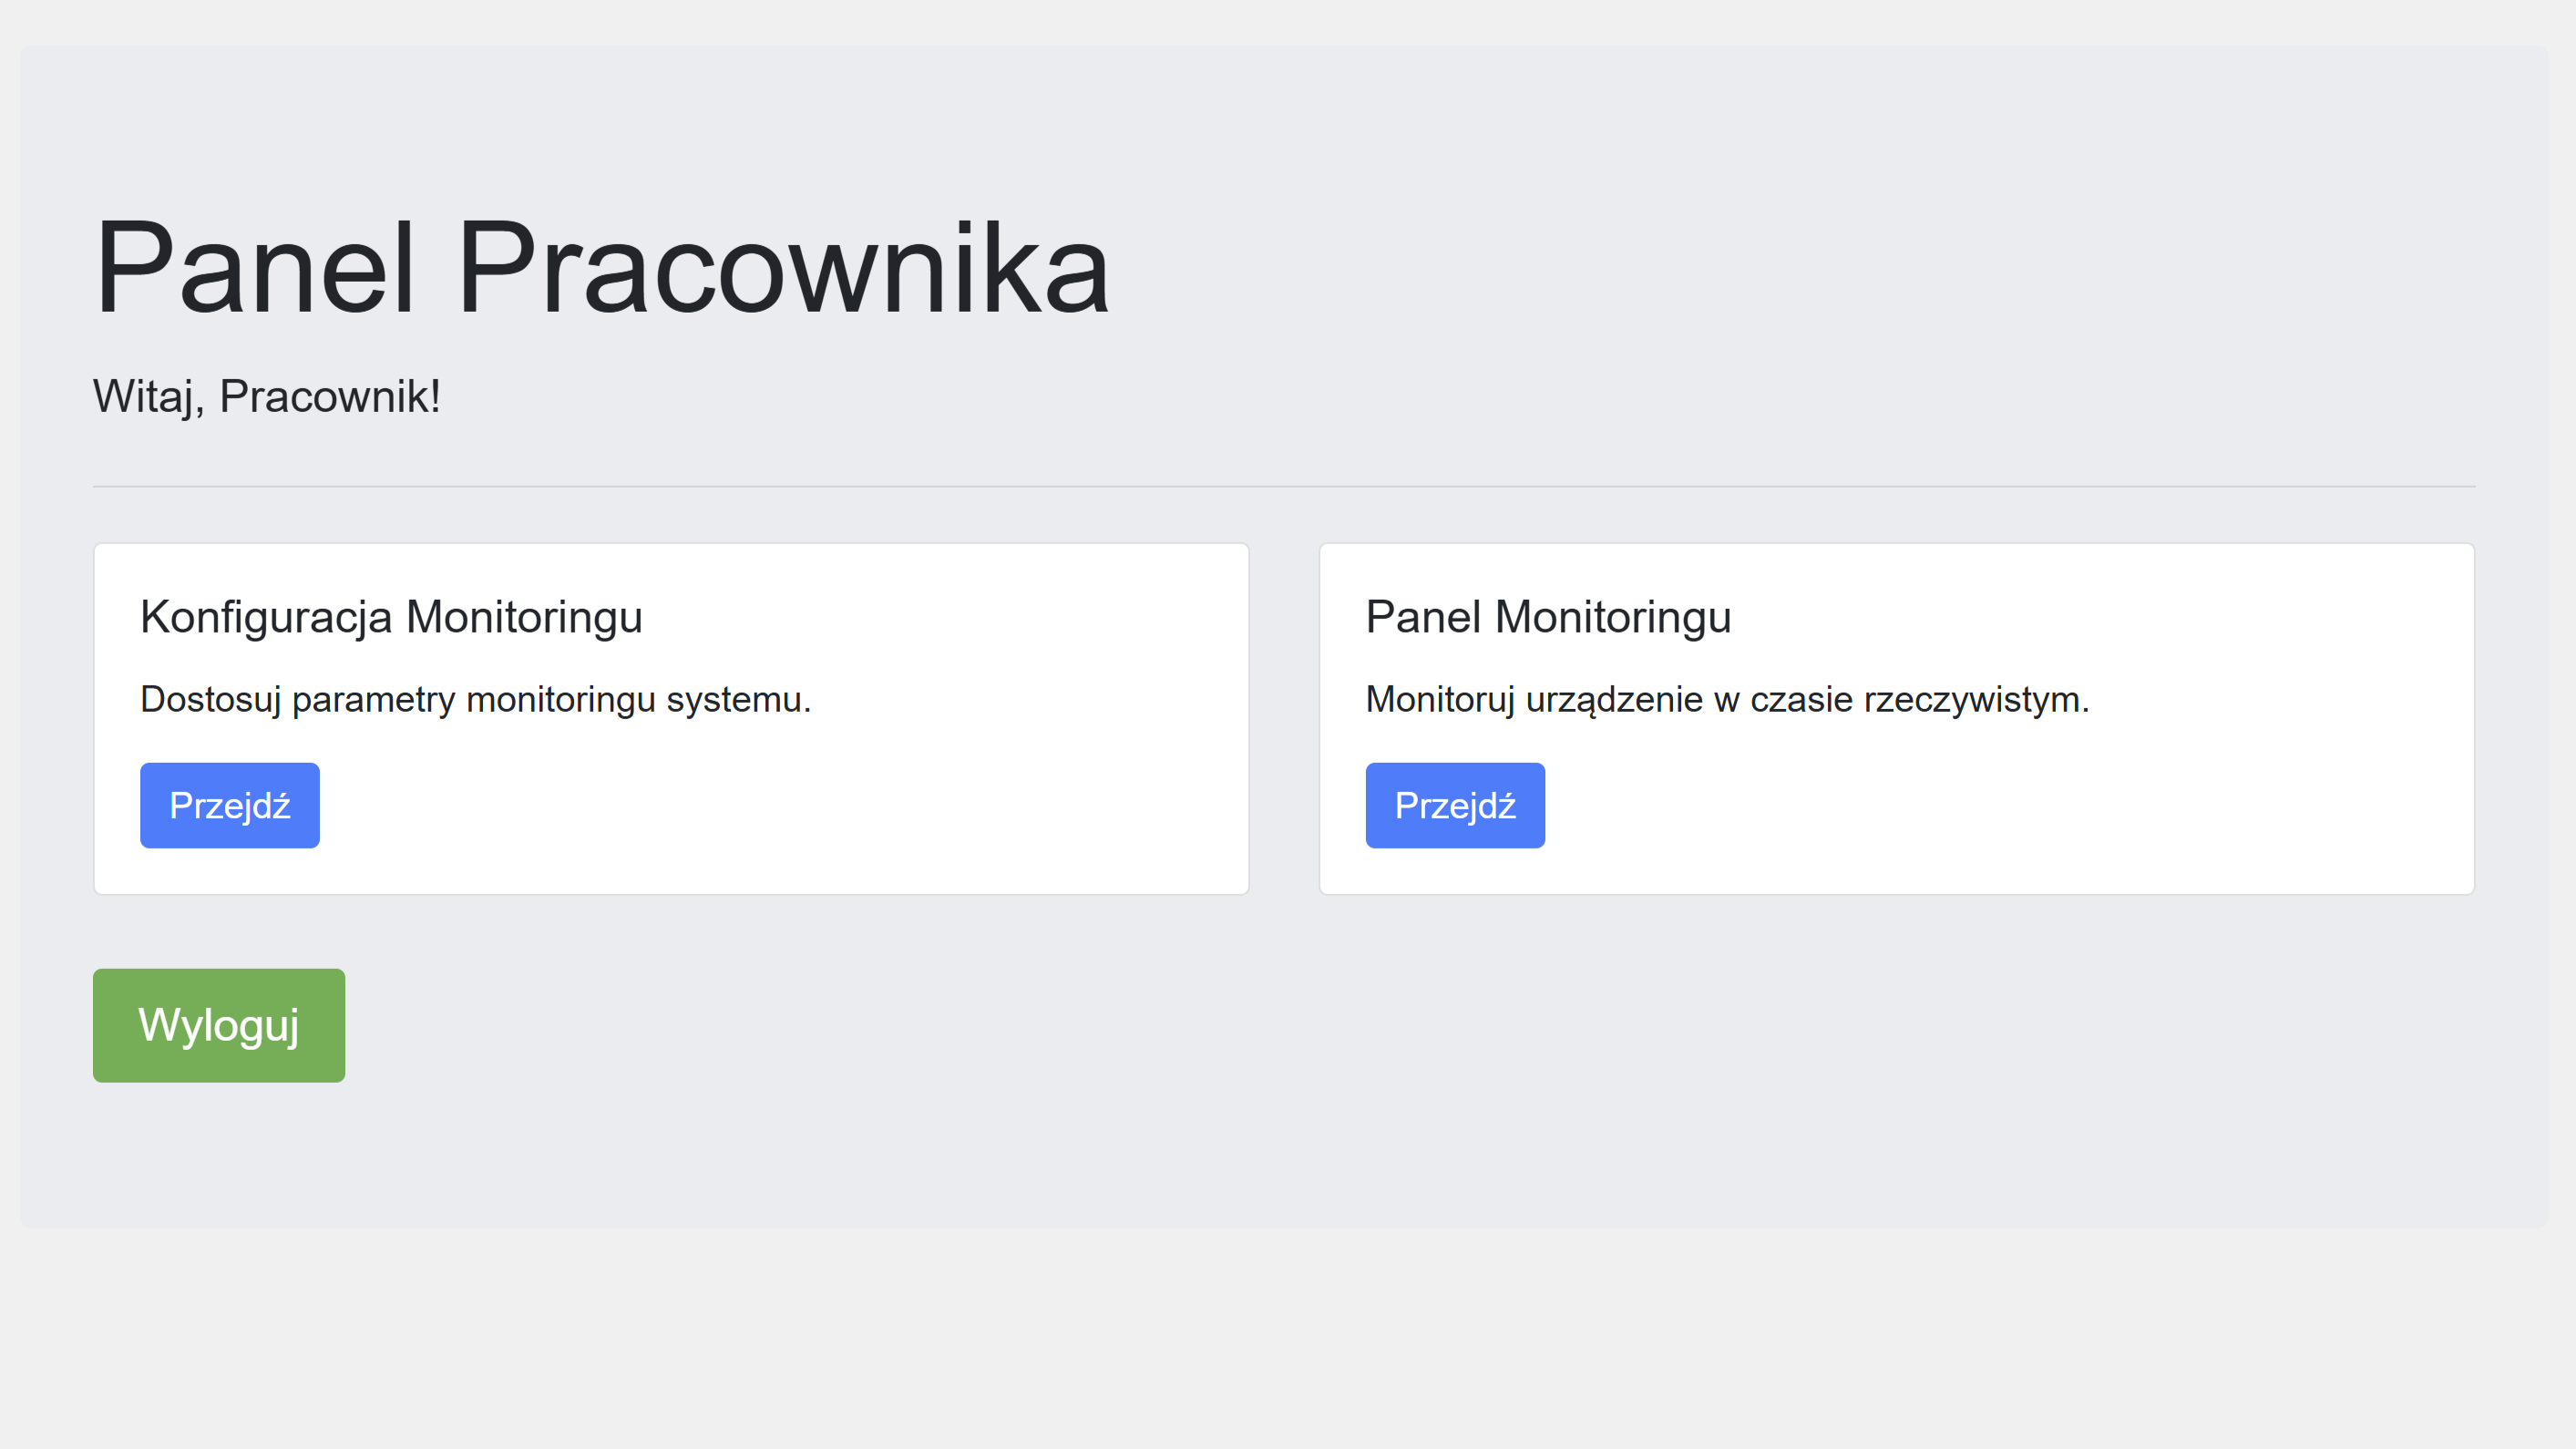 Panel Pracownika
Witaj, Pracownik!
Konfiguracja Monitoringu
Dostosuj parametry monitoringu systemu.
Przejdź
Panel Monitoringu
Monitoruj urządzenie w czasie rzeczywistym.
Przejdź
Wyloguj